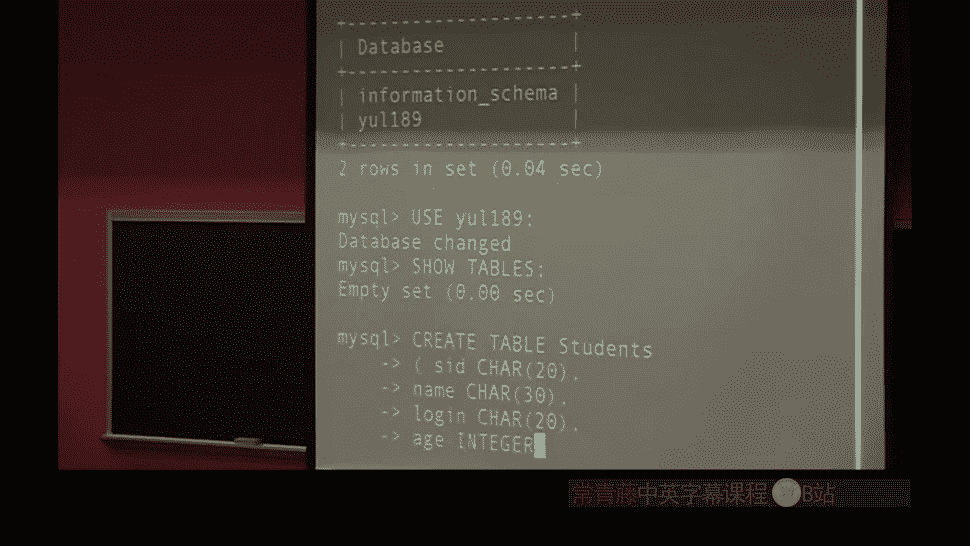 +-----------------------+
| Database              |
+-----------------------+
| information_schema |
| yul189                |
+-----------------------+
2 rows in set (0.04 sec)
mysql> USE yul189;
Database changed
mysql> SHOW TABLES;
Empty set (0.00 sec)
mysql> CREATE TABLE Students
-> ( sid CHAR(20),
-> name CHAR(30),
-> login CHAR(20),
-> age INTEGER
常青藤中英字幕课程 B站